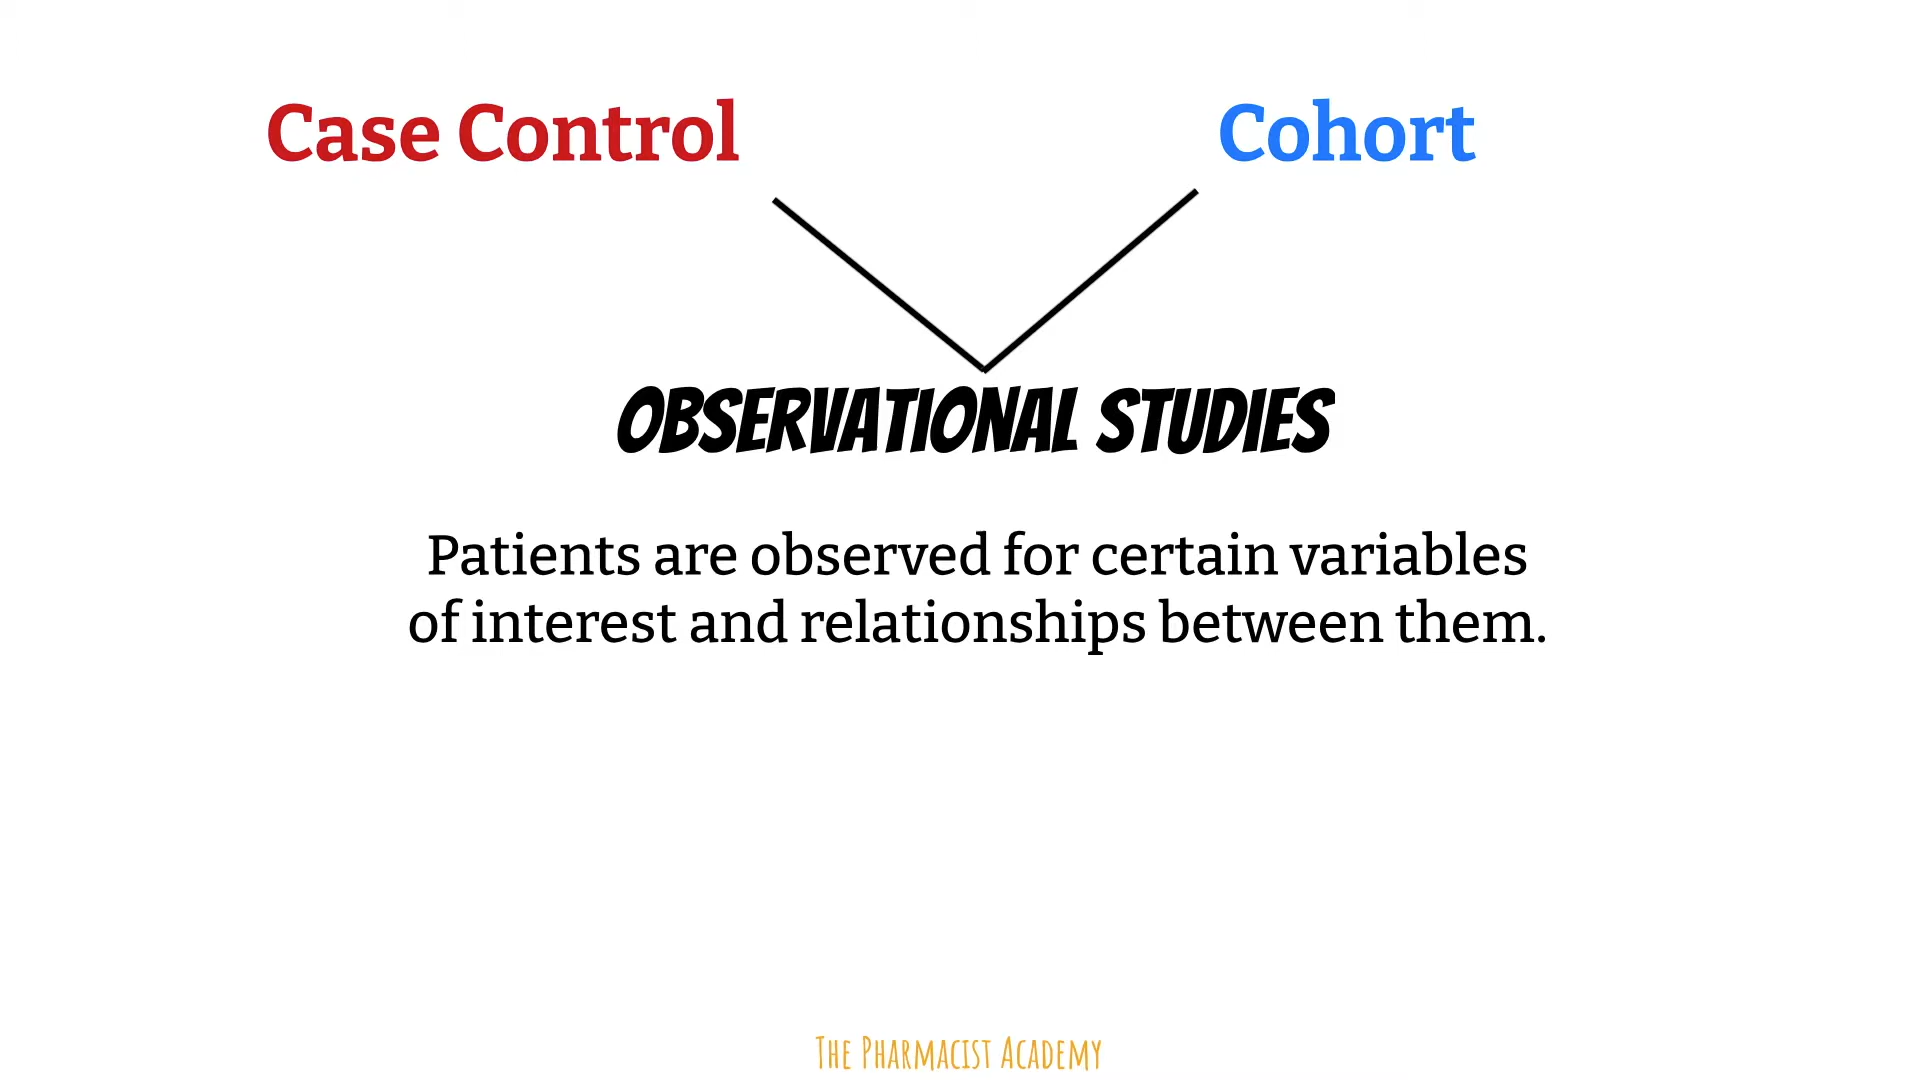 Case Control
Cohort
OBSERVATIONAL STUDIES
Patients are observed for certain variables
of interest and relationships between them.
The Pharmacist Academy